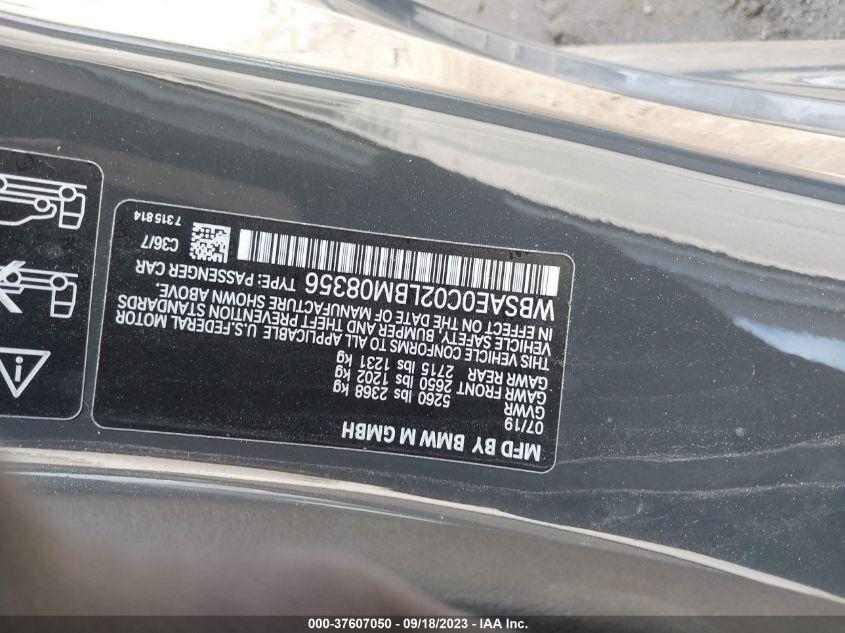 MFD BY BMW M GMBH
07/19
GVWR 5260 lbs 2368 kg
GAWR FRONT 2650 lbs 1202 kg
GAWR REAR 2715 lbs 1231 kg
THIS VEHICLE CONFORMS TO ALL APPLICABLE U.S.FEDERAL MOTOR
VEHICLE SAFETY, BUMPER AND THEFT PREVENTION STANDARDS
IN EFFECT ON THE DATE OF MANUFACTURE SHOWN ABOVE.
WBSAE0C02LBM08356 TYPE: PASSENGER CAR
C36/7
7315814
000-37607050 - 09/18/2023 - IAA Inc.